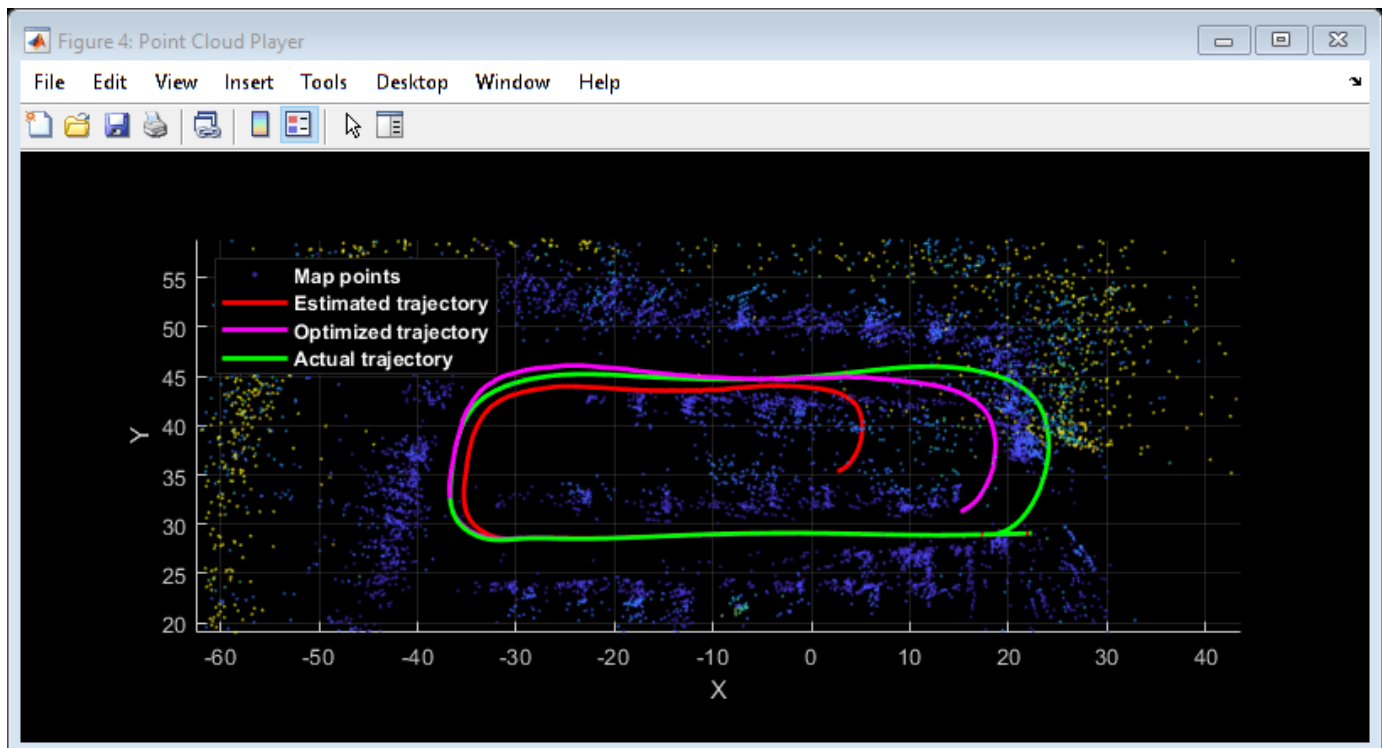 Figure 4: Point Cloud Player
File Edit View Insert Tools Desktop Window Help
Map points
Estimated trajectory
Optimized trajectory
Actual trajectory
55
50
45
40
35
30
25
20
Y
-60 -50 -40 -30 -20 -10 0 10 20 30 40
X